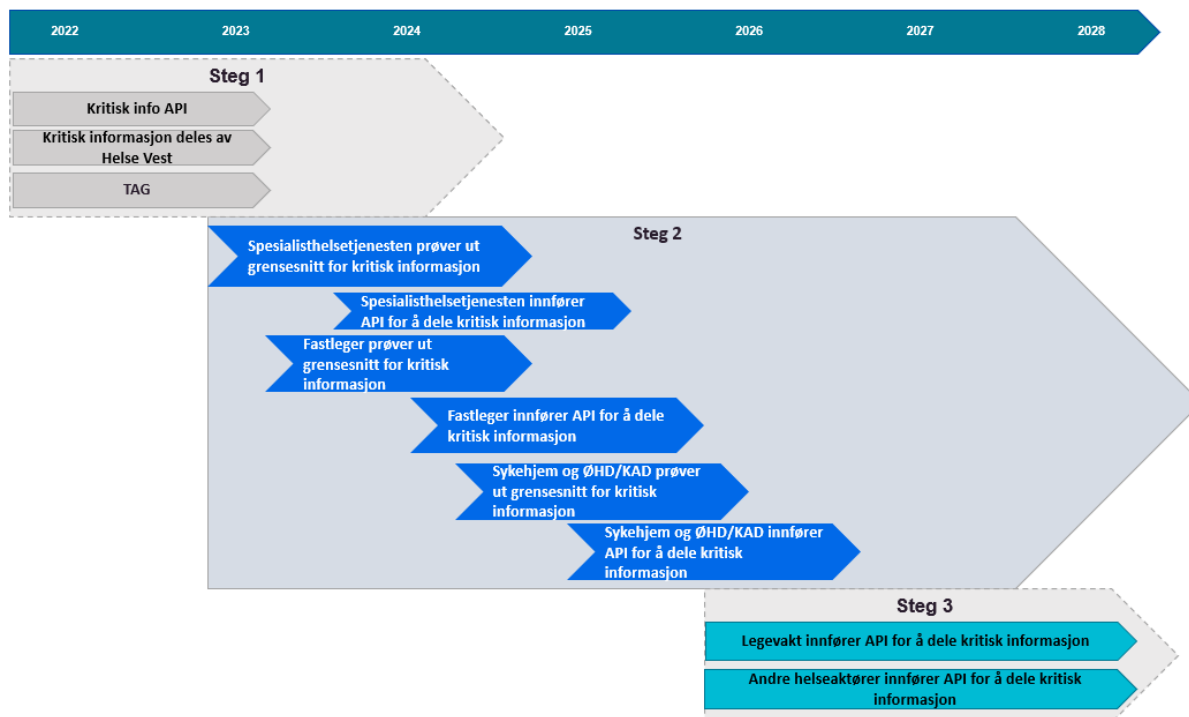 2022 2023 2024 2025 2026 2027 2028
Steg 1
Kritisk info API
Kritisk informasjon deles av
Helse Vest
TAG
Steg 2
Spesialisthelsetjenesten prøver ut
grensesnitt for kritisk informasjon
Spesialisthelsetjenesten innfører
API for å dele kritisk informasjon
Fastleger prøver ut
grensesnitt for kritisk
informasjon
Fastleger innfører API for å dele
kritisk informasjon
Sykehjem og ØHD/KAD prøver
ut grensesnitt for kritisk
informasjon
Sykehjem og ØHD/KAD innfører
API for å dele kritisk
informasjon
Steg 3
Legevakt innfører API for å dele kritisk informasjon
Andre helseaktører innfører API for å dele kritisk
informasjon